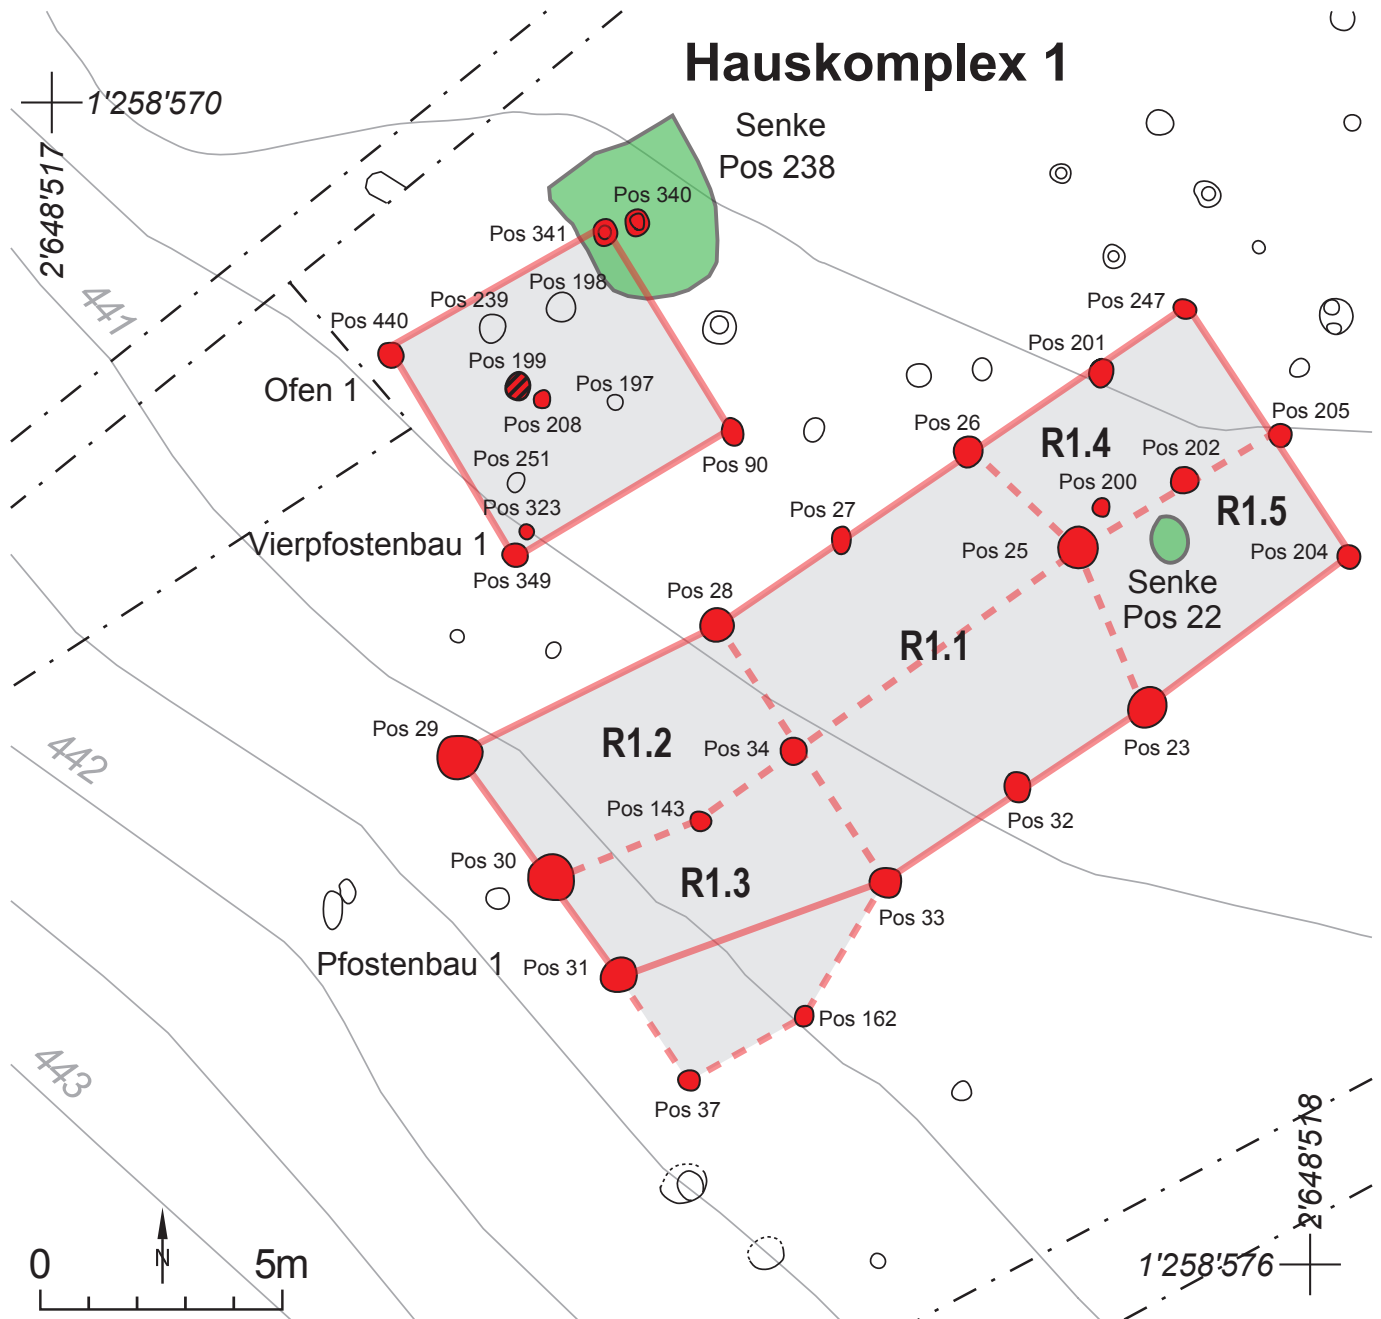 Hauskomplex 1
1'258'570
2'648'517
Senke
Pos 238
Pos 340
Pos 341
Pos 198
Pos 239
Pos 440
441
Pos 247
Pos 201
Pos 199
Ofen 1
Pos 197
Pos 208
Pos 26
R1.4
Pos 205
Pos 202
Pos 90
Pos 251
Pos 200
Pos 323
Pos 27
R1.5
Vierpfostenbau 1
Pos 25
Pos 204
Pos 349
Senke
Pos 22
Pos 28
R1.1
Pos 29
R1.2
Pos 34
Pos 23
442
Pos 143
Pos 32
Pos 30
R1.3
Pos 33
Pfostenbau 1
Pos 31
Pos 162
443
Pos 37
2'648'518
N
0
5m
1'258'576